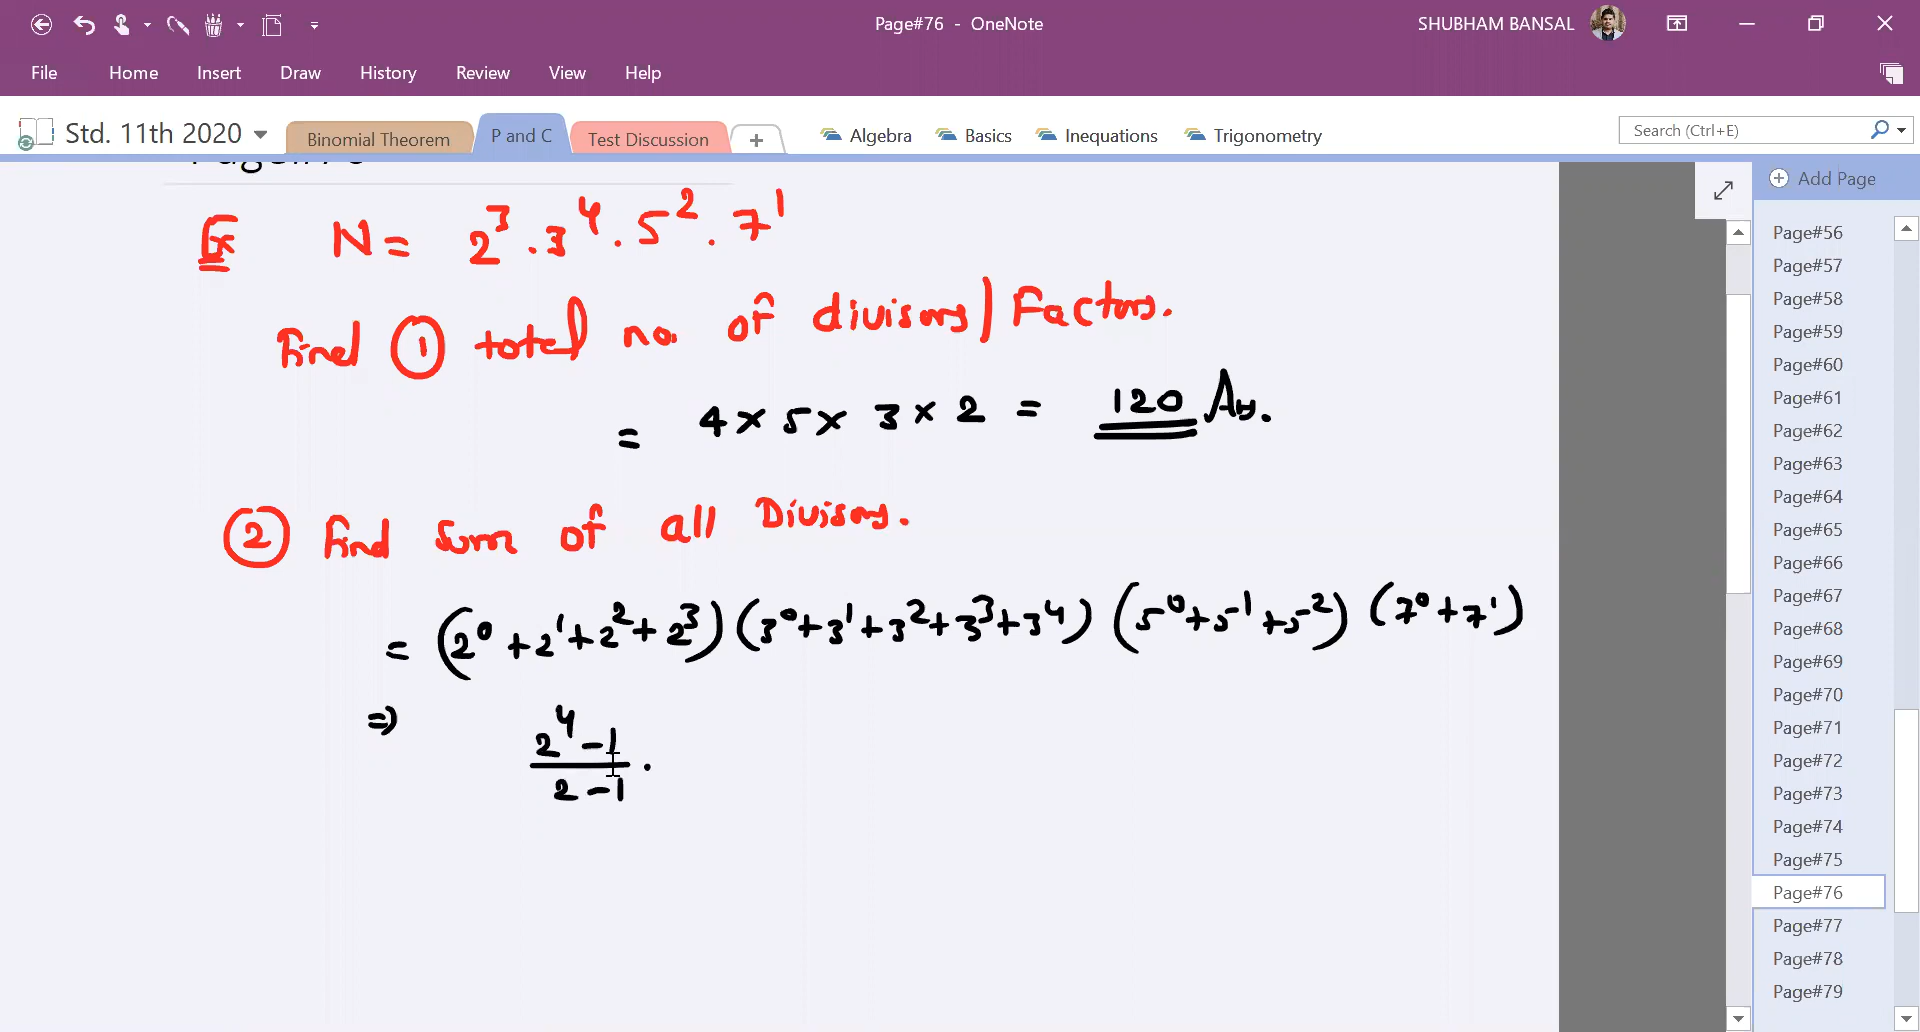 Page#76 - OneNote
SHUBHAM BANSAL
File Home Insert Draw History Review View Help
Std. 11th 2020
Binomial Theorem
P and C
Test Discussion
+
Algebra
Basics
Inequations
Trigonometry
Search (Ctrl+E)
Add Page
Ex N = 2³ . 3⁴ . 5² . 7¹
Find ① total no. of divisors | Factors.
= 4 × 5 × 3 × 2 = 120 Ans.
② Find Sum of all Divisors.
= (2⁰ + 2¹ + 2² + 2³) (3⁰ + 3¹ + 3² + 3³ + 3⁴) (5⁰ + 5¹ + 5²) (7⁰ + 7¹)
⇒ 2⁴ – 1
2 – 1 .
Page#56
Page#57
Page#58
Page#59
Page#60
Page#61
Page#62
Page#63
Page#64
Page#65
Page#66
Page#67
Page#68
Page#69
Page#70
Page#71
Page#72
Page#73
Page#74
Page#75
Page#76
Page#77
Page#78
Page#79